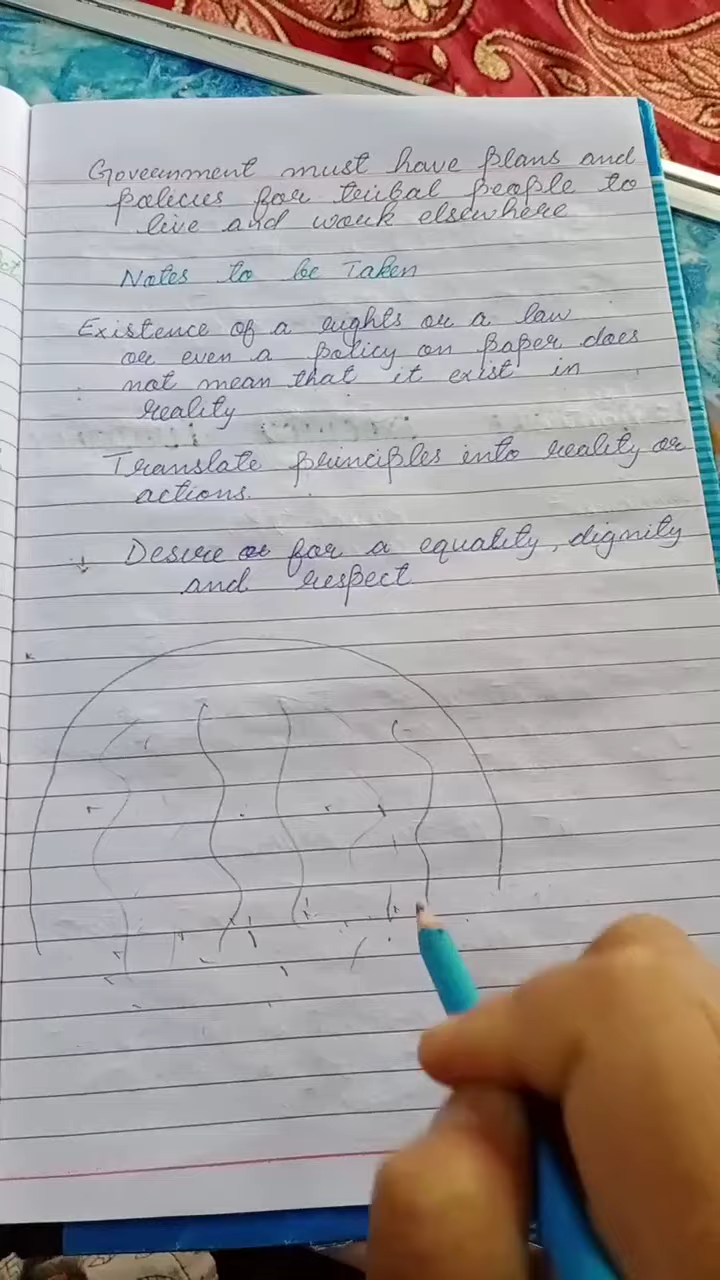 Government must have plans and
policies for tribal people to
live and work elsewhere
Notes to be Taken
Existence of a rights or a law
or even a policy on paper does
not mean that it exist in
reality
Translate principles into reality or
actions.
Desire for a equality, dignity
and respect